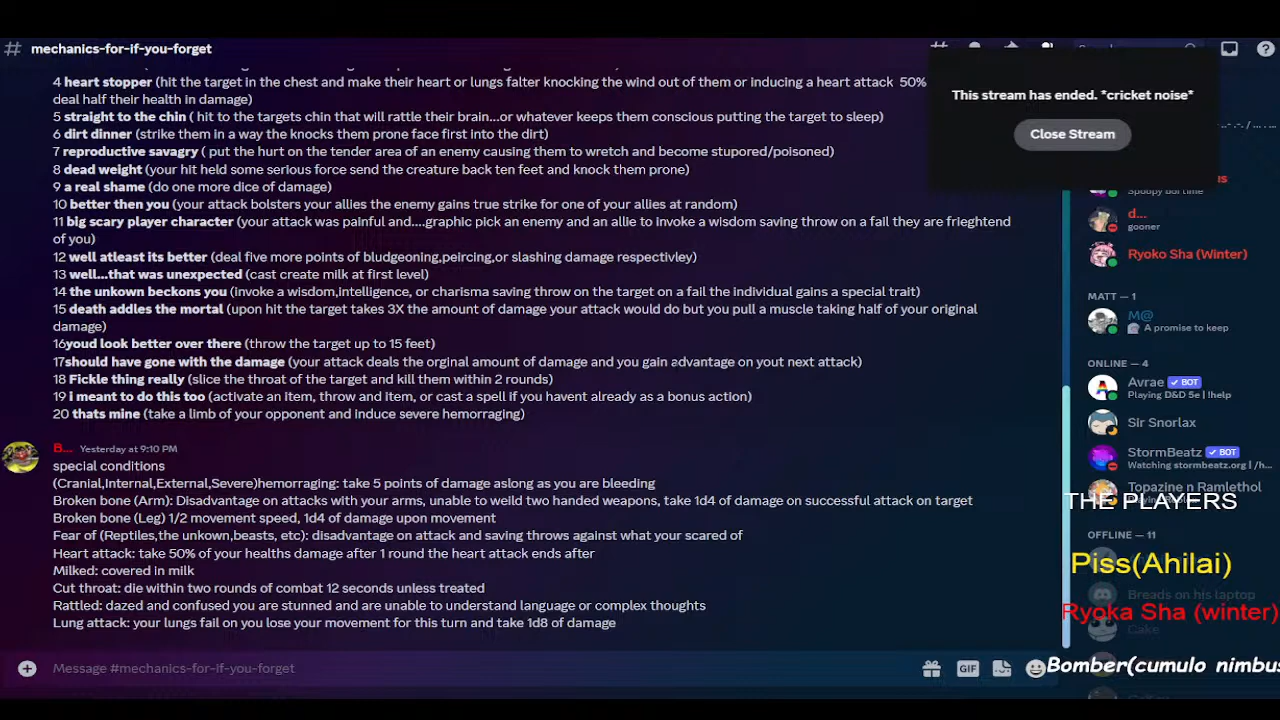 mechanics-for-if-you-forget
4 heart stopper (hit the target in the chest and make their heart or lungs falter knocking the wind out of them or inducing a heart attack 50%
deal half their health in damage)
5 straight to the chin ( hit to the targets chin that will rattle their brain...or whatever keeps them conscious putting the target to sleep)
6 dirt dinner (strike them in a way the knocks them prone face first into the dirt)
7 reproductive savagry ( put the hurt on the tender area of an enemy causing them to wretch and become stupored/poisoned)
8 dead weight (your hit held some serious force send the creature back ten feet and knock them prone)
9 a real shame (do one more dice of damage)
10 better then you (your attack bolsters your allies the enemy gains true strike for one of your allies at random)
11 big scary player character (your attack was painful and....graphic pick an enemy and an allie to invoke a wisdom saving throw on a fail they are frieghtend
of you)
12 well atleast its better (deal five more points of bludgeoning,peircing,or slashing damage respectivley)
13 well...that was unexpected (cast create milk at first level)
14 the unkown beckons you (invoke a wisdom,intelligence, or charisma saving throw on the target on a fail the individual gains a special trait)
15 death addles the mortal (upon hit the target takes 3X the amount of damage your attack would do but you pull a muscle taking half of your original
damage)
16youd look better over there (throw the target up to 15 feet)
17should have gone with the damage (your attack deals the orginal amount of damage and you gain advantage on yout next attack)
18 Fickle thing really (slice the throat of the target and kill them within 2 rounds)
19 i meant to do this too (activate an item, throw and item, or cast a spell if you havent already as a bonus action)
20 thats mine (take a limb of your opponent and induce severe hemorraging)
B... Yesterday at 9:10 PM
special conditions
(Cranial,Internal,External,Severe)hemorraging: take 5 points of damage aslong as you are bleeding
Broken bone (Arm): Disadvantage on attacks with your arms, unable to weild two handed weapons, take 1d4 of damage on successful attack on target
Broken bone (Leg) 1/2 movement speed, 1d4 of damage upon movement
Fear of (Reptiles,the unkown,beasts, etc): disadvantage on attack and saving throws against what your scared of
Heart attack: take 50% of your healths damage after 1 round the heart attack ends after
Milked: covered in milk
Cut throat: die within two rounds of combat 12 seconds unless treated
Rattled: dazed and confused you are stunned and are unable to understand language or complex thoughts
Lung attack: your lungs fail on you lose your movement for this turn and take 1d8 of damage
Message #mechanics-for-if-you-forget
GIF
This stream has ended. *cricket noise*
Close Stream
Spoopy bot time
d...
gooner
Ryoko Sha (Winter)
MATT — 1
M@
A promise to keep
ONLINE — 4
Avrae BOT
Playing D&D 5e | !help
Sir Snorlax
StormBeatz BOT
Watching stormbeatz.org | /h...
Topazine n Ramlethol
THE PLAYERS
OFFLINE — 11
Piss(Ahilai)
Breads on his laptop
Ryoka Sha (winter)
Cake
Bomber(cumulo nimbus